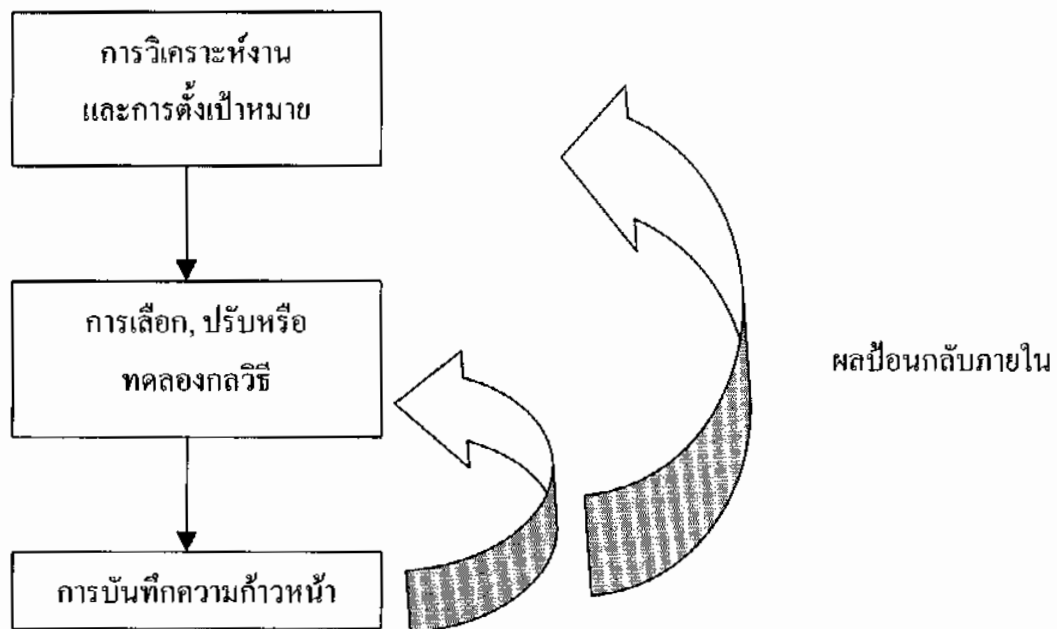 การวิเคราะห์งาน
และการตั้งเป้าหมาย
การเลือก, ปรับหรือ
ทดลองกลวิธี
ผลป้อนกลับภายใน
การบันทึกความก้าวหน้า